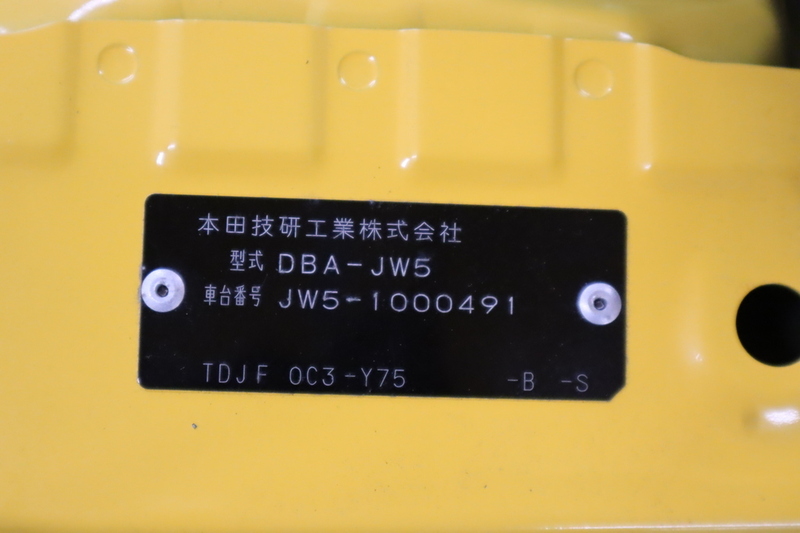 本田技研工業株式会社
型式 DBA-JW5
車台番号 JW5-1000491
TDJF 0C3-Y75 -B -S